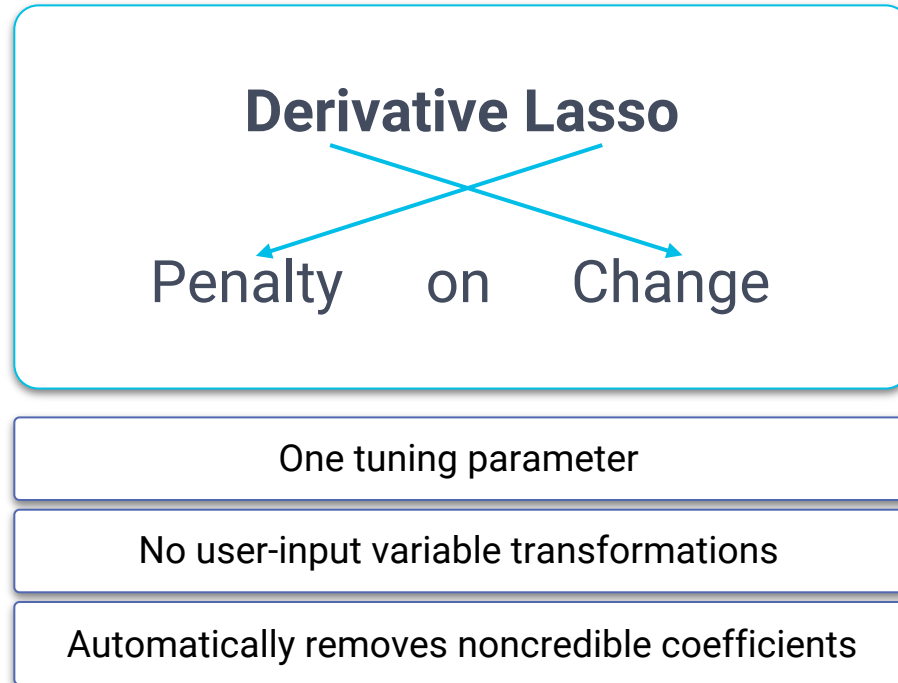 Derivative Lasso
Penalty on Change
One tuning parameter
No user-input variable transformations
Automatically removes noncredible coefficients